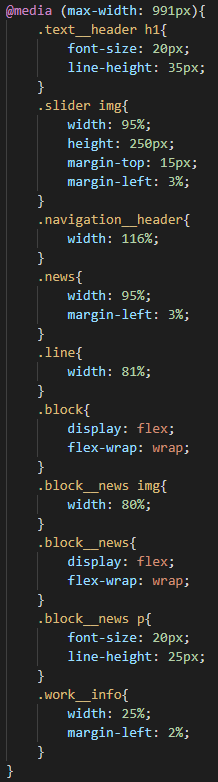 @media (max-width: 991px){
    .text__header h1{
        font-size: 20px;
        line-height: 35px;
    }
    .slider img{
        width: 95%;
        height: 250px;
        margin-top: 15px;
        margin-left: 3%;
    }
    .navigation__header{
        width: 116%;
    }
    .news{
        width: 95%;
        margin-left: 3%;
    }
    .line{
        width: 81%;
    }
    .block{
        display: flex;
        flex-wrap: wrap;
    }
    .block__news img{
        width: 80%;
    }
    .block__news{
        display: flex;
        flex-wrap: wrap;
    }
    .block__news p{
        font-size: 20px;
        line-height: 25px;
    }
    .work__info{
        width: 25%;
        margin-left: 2%;
    }
}